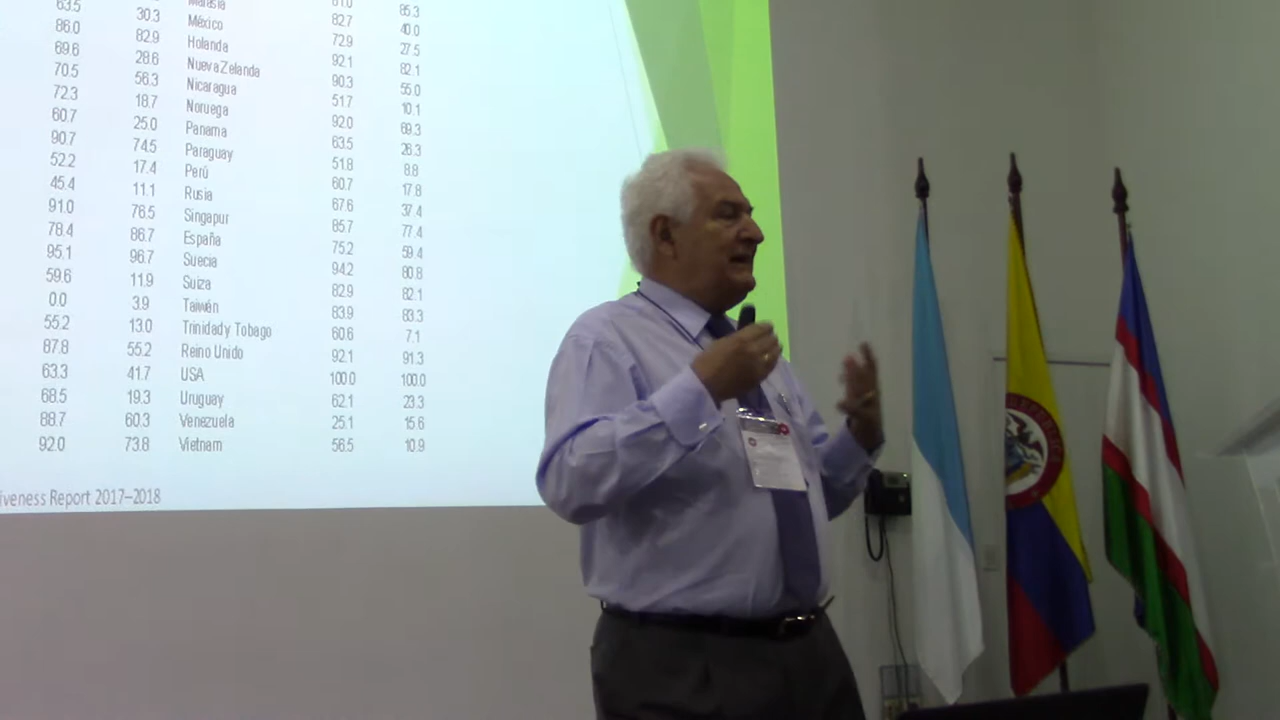 85.3
Malasia 82.7 40.0
63.5 30.3 México 72.9 27.5
86.0 82.9 Holanda 92.1 82.1
69.6 28.6 Nueva Zelanda 90.3 55.0
70.5 56.3 Nicaragua 51.7 10.1
72.3 18.7 Noruega 92.0 69.3
60.7 25.0 Panama 63.5 26.3
90.7 74.5 Paraguay 51.8 8.8
52.2 17.4 Perú 60.7 17.8
45.4 11.1 Rusia 67.6 37.4
91.0 76.5 Singapur 85.7 77.4
78.4 86.7 España 75.2 59.4
95.1 96.7 Suecia 94.2 80.8
59.6 11.9 Suiza 82.9 82.1
0.0 3.9 Taiwán 83.9 83.3
55.2 13.0 Trinidad y Tobago 60.6 7.1
87.8 55.2 Reino Unido 92.1 91.3
63.3 41.7 USA 100.0 100.0
68.5 19.3 Uruguay 62.1 23.3
88.7 60.3 Venezuela 25.1 15.6
92.0 73.8 Vietnam 56.5 10.9
iveness Report 2017–2018